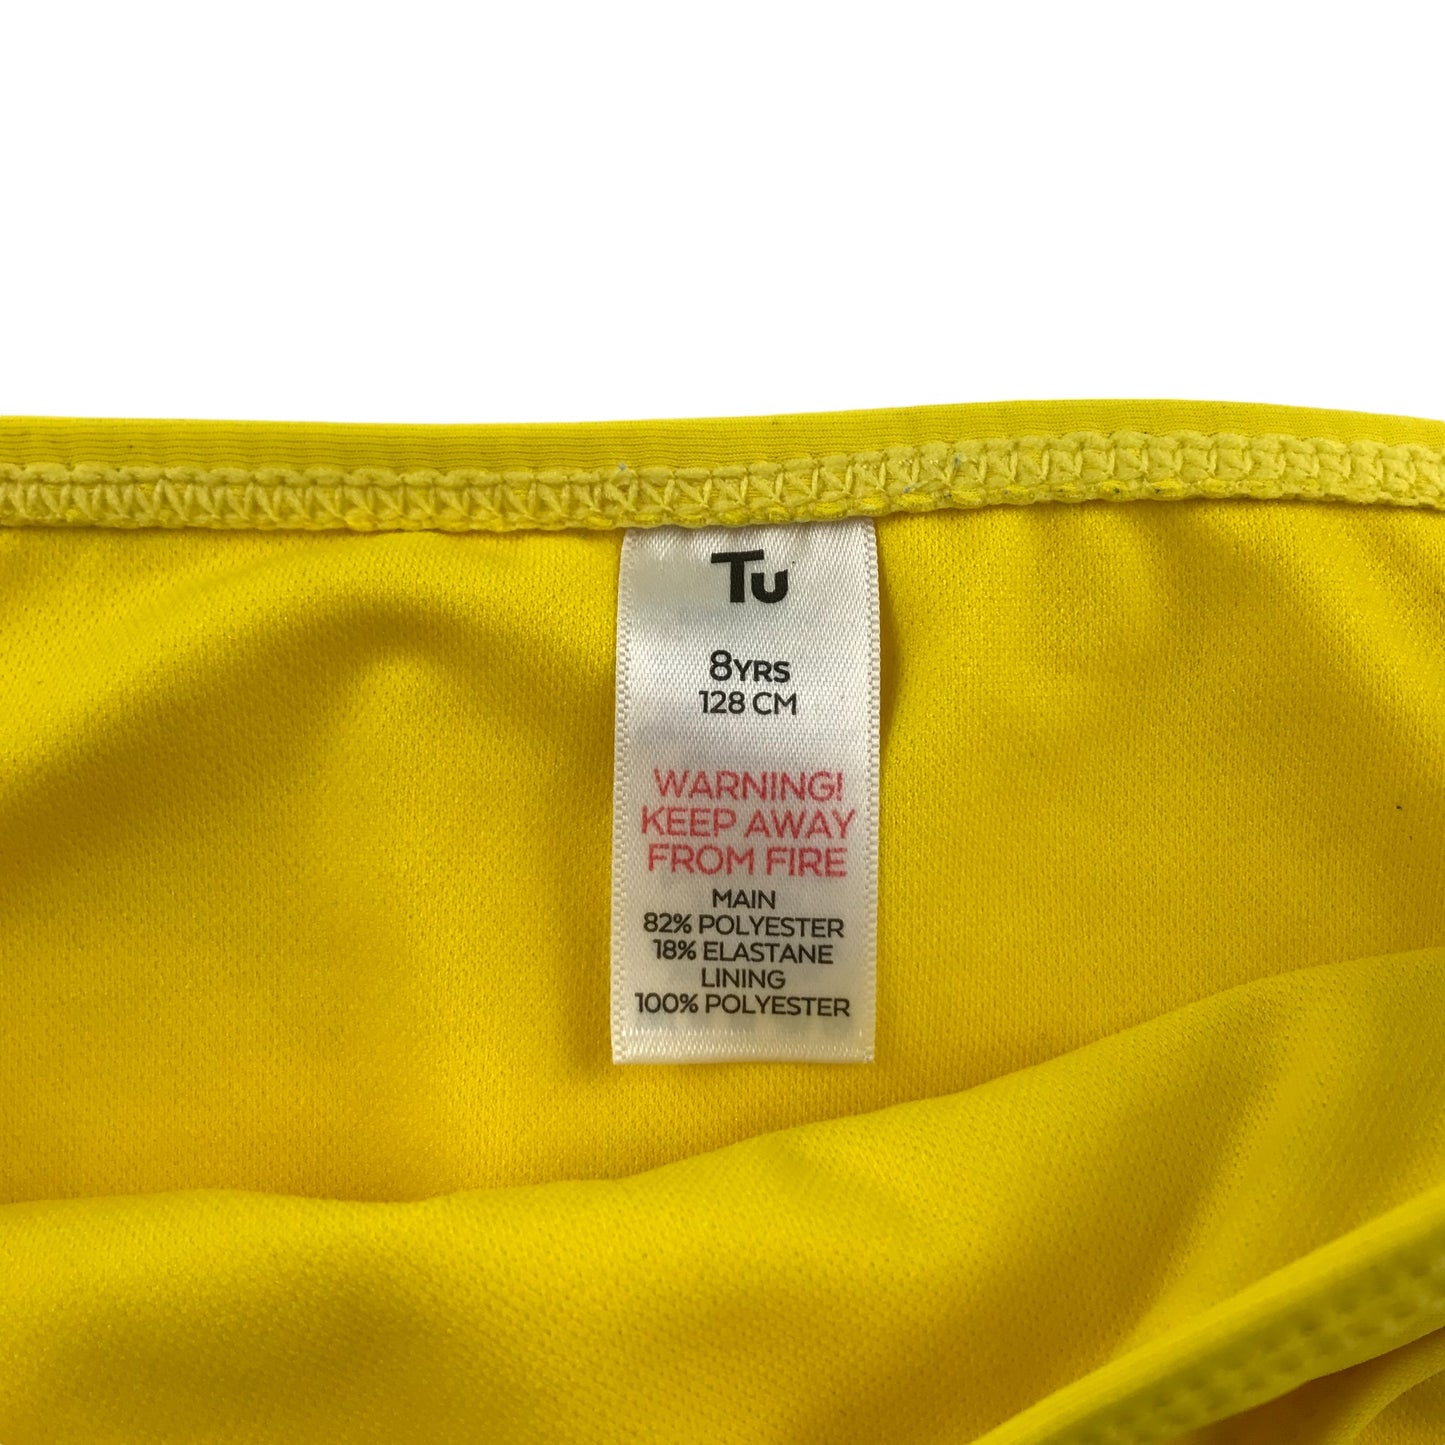 Tu
8YRS
128 CM
WARNING!
KEEP AWAY
FROM FIRE
MAIN
82% POLYESTER
18% ELASTANE
LINING
100% POLYESTER